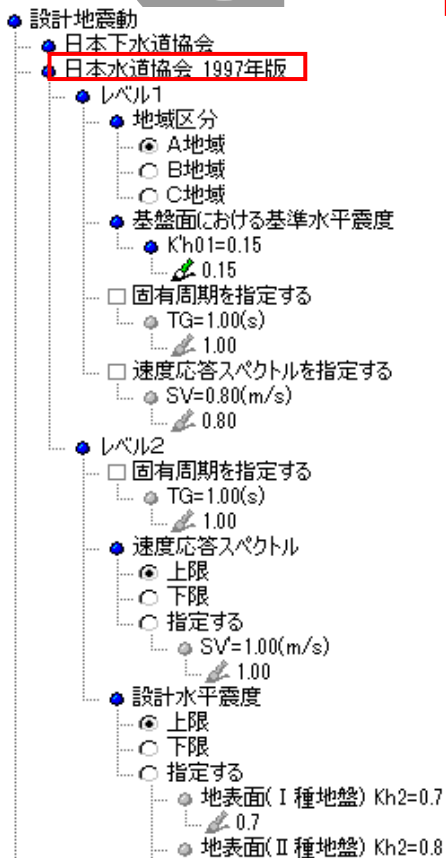 設計地震動
日本下水道協会
日本水道協会 1997年版
レベル1
地域区分
A地域
B地域
C地域
基盤面における基準水平震度
K'h01=0.15
0.15
固有周期を指定する
TG=1.00(s)
1.00
速度応答スペクトルを指定する
SV=0.80(m/s)
0.80
レベル2
固有周期を指定する
TG=1.00(s)
1.00
速度応答スペクトル
上限
下限
指定する
SV'=1.00(m/s)
1.00
設計水平震度
上限
下限
指定する
地表面(Ⅰ種地盤) Kh2=0.7
0.7
地表面(Ⅱ種地盤) Kh2=0.8